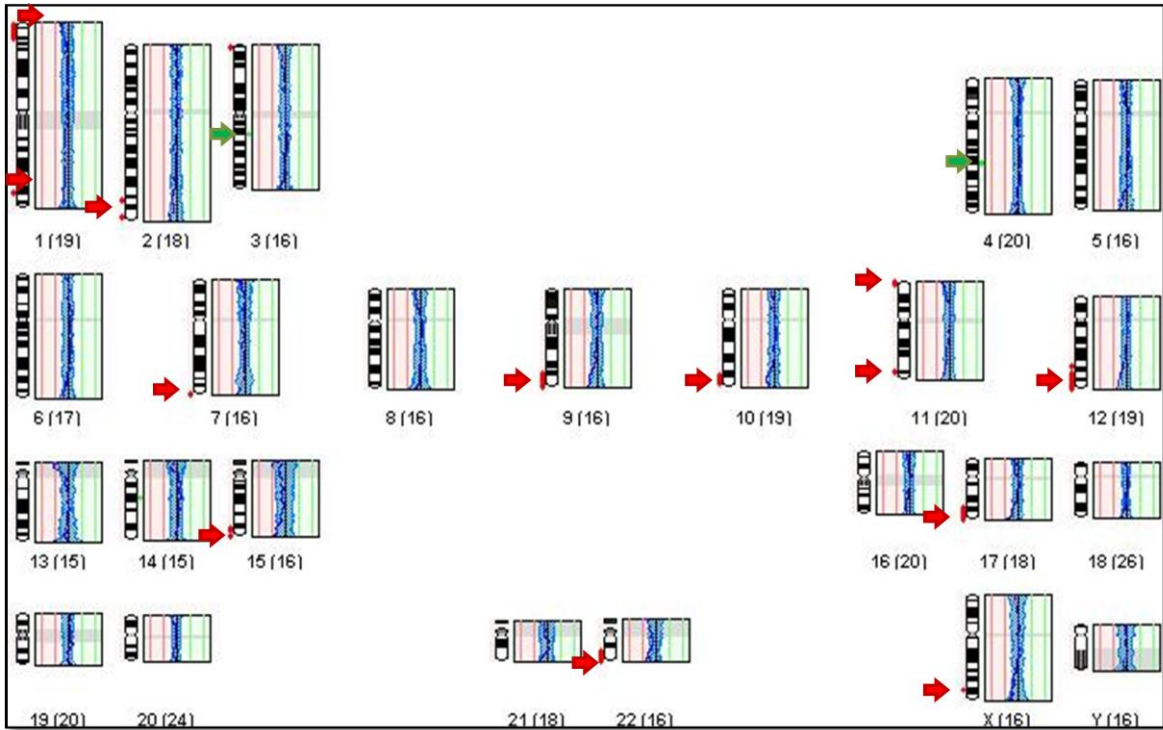 1 (19) 2 (18) 3 (16) 4 (20) 5 (16)
6 (17) 7 (16) 8 (16) 9 (16) 10 (19) 11 (20) 12 (19)
13 (15) 14 (15) 15 (16) 16 (20) 17 (18) 18 (26)
19 (20) 20 (24) 21 (18) 22 (16) X (16) Y (16)